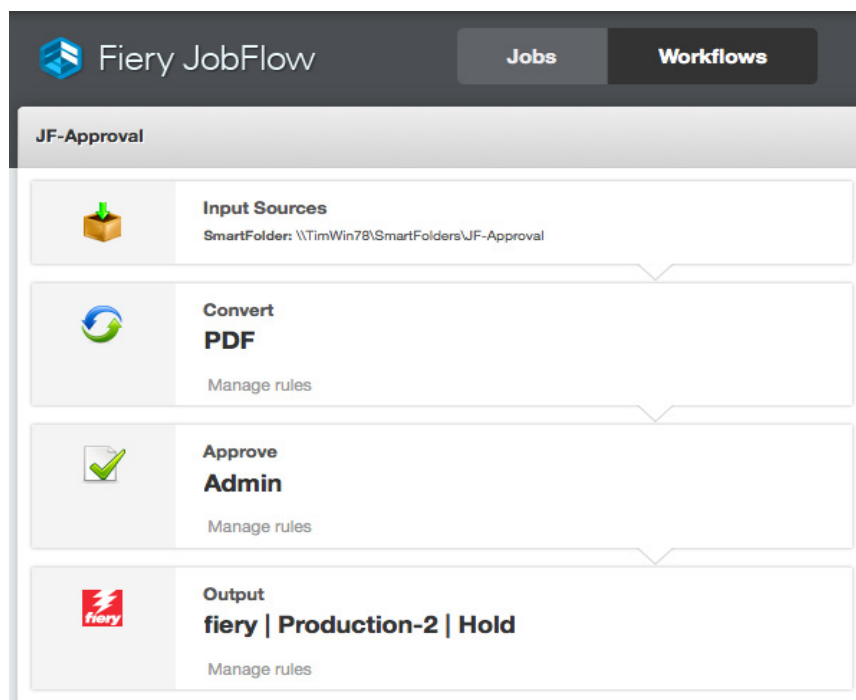 Fiery JobFlow
Jobs
Workflows
JF-Approval
Input Sources
SmartFolder: \\TimWin78\SmartFolders\JF-Approval
Convert
PDF
Manage rules
Approve
Admin
Manage rules
fiery
Output
fiery | Production-2 | Hold
Manage rules